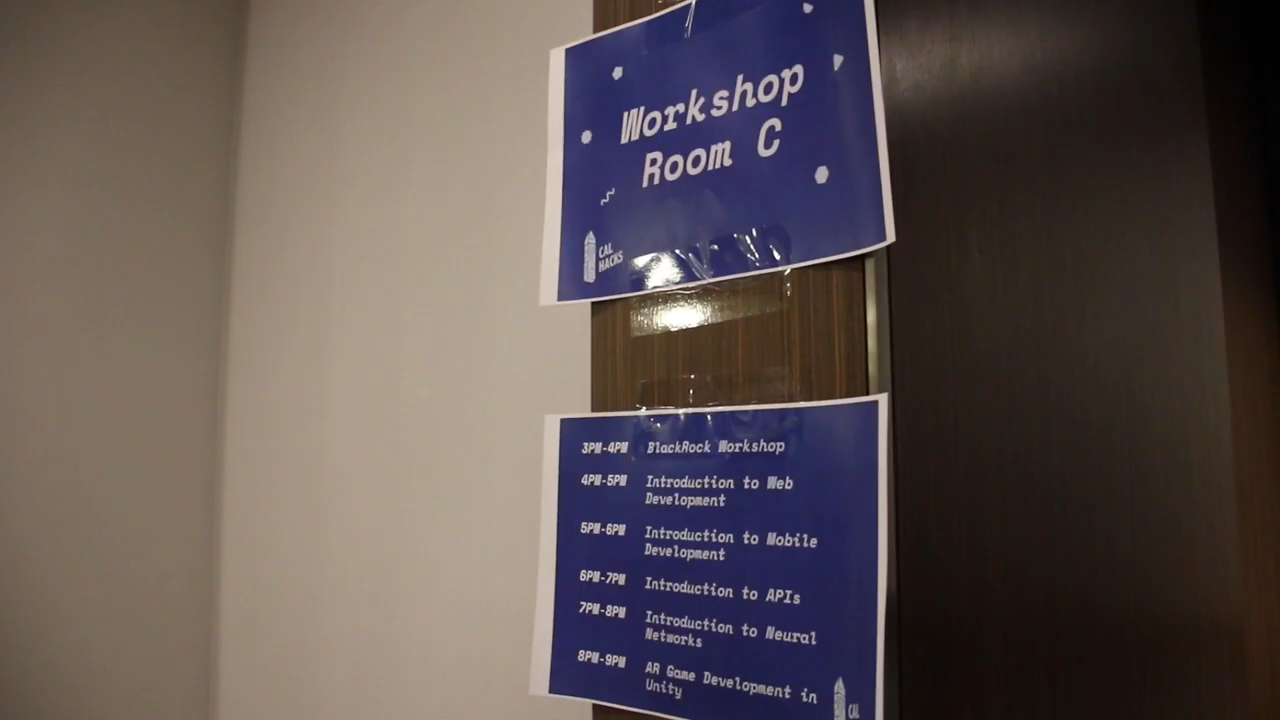 Workshop
Room C
CAL
HACKS
3PM-4PM BlackRock Workshop
4PM-5PM Introduction to Web
Development
5PM-6PM Introduction to Mobile
Development
6PM-7PM Introduction to APIs
7PM-8PM Introduction to Neural
Networks
8PM-9PM AR Game Development in
Unity
CAL